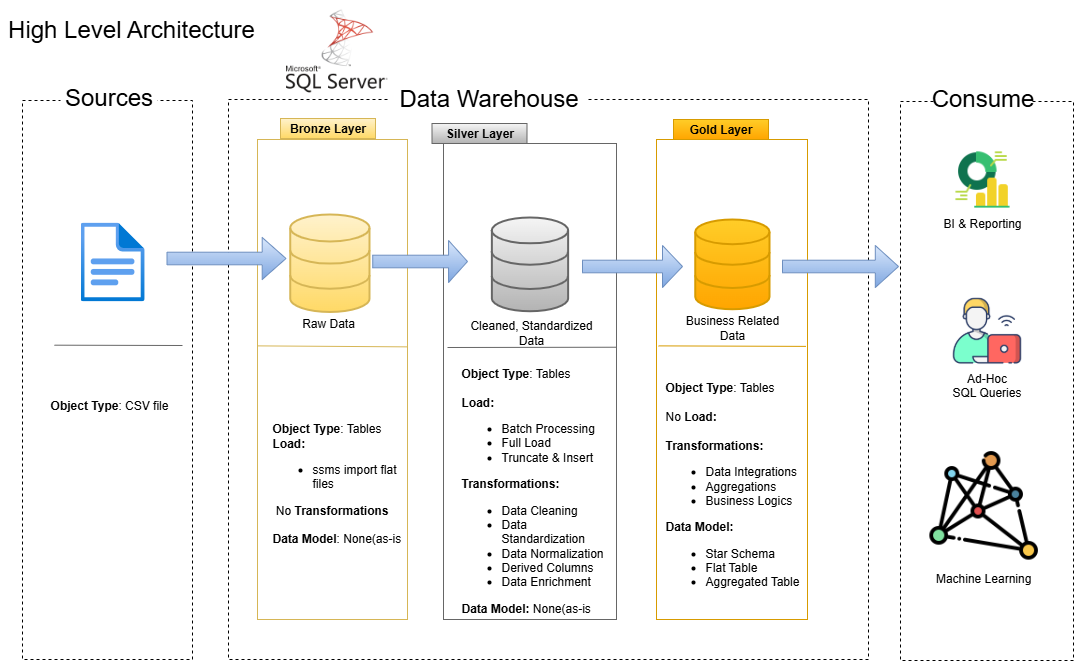 High Level Architecture
Microsoft®
SQL Server
Sources
Data Warehouse
Consume
Object Type: CSV file
Bronze Layer
Raw Data
Object Type: Tables
Load:
ssms import flat
files
No Transformations
Data Model: None(as-is
Silver Layer
Cleaned, Standardized
Data
Object Type: Tables
Load:
Batch Processing
Full Load
Truncate & Insert
Transformations:
Data Cleaning
Data
Standardization
Data Normalization
Derived Columns
Data Enrichment
Data Model: None(as-is
Gold Layer
Business Related
Data
Object Type: Tables
No Load:
Transformations:
Data Integrations
Aggregations
Business Logics
Data Model:
Star Schema
Flat Table
Aggregated Table
BI & Reporting
Ad-Hoc
SQL Queries
Machine Learning